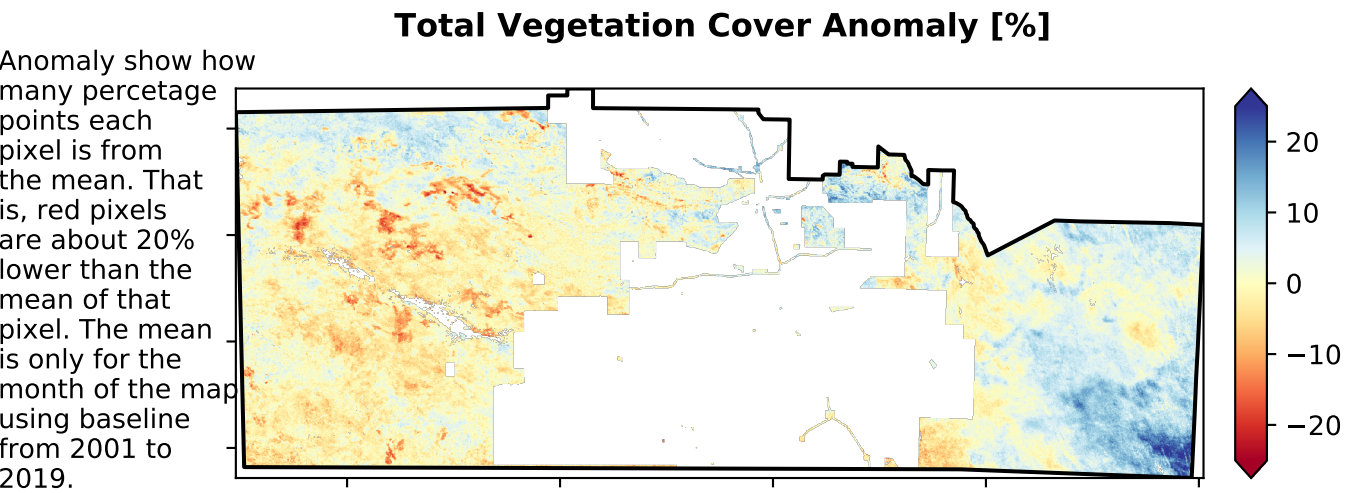 Total Vegetation Cover Anomaly [%]
Anomaly show how
many percetage
points each
pixel is from
the mean. That
is, red pixels
are about 20%
lower than the
mean of that
pixel. The mean
is only for the
month of the map
using baseline
from 2001 to
2019.
20
10
0
−10
−20